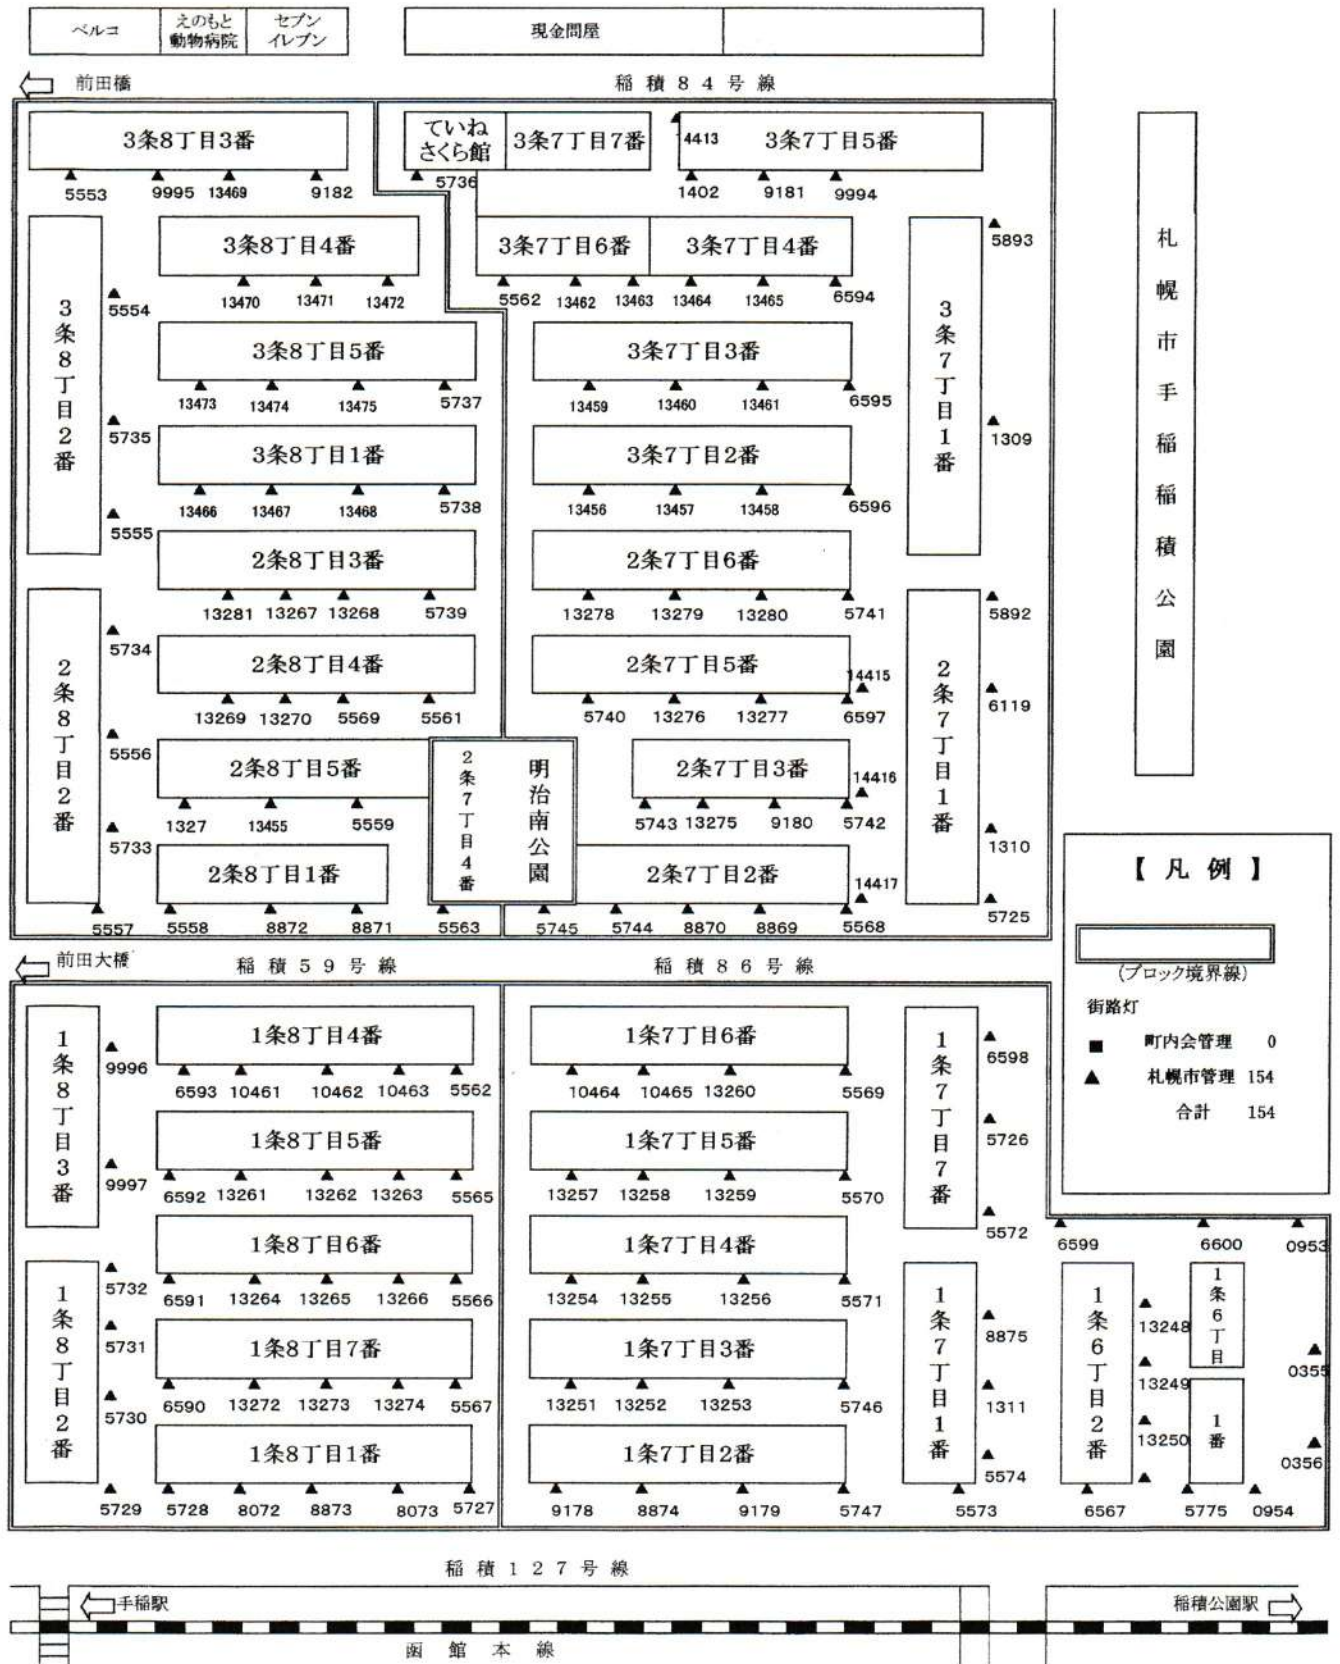 ベルコ
えのもと
動物病院
セブン
イレブン
現金問屋
前田橋
稲積84号線
3条8丁目3番
ていね
さくら館
3条7丁目7番
14413
3条7丁目5番
5553 9995 13469 9182
5736
1402 9181 9994
札幌市手稲稲積公園
3条8丁目2番
3条8丁目4番
3条7丁目6番
3条7丁目4番
3条7丁目1番
5893
5554
13470 13471 13472
5562 13462 13463 13464 13465 6594
3条8丁目5番
3条7丁目3番
13473 13474 13475 5737
13459 13460 13461 6595
5735
3条8丁目1番
3条7丁目2番
1309
13466 13467 13468 5738
13456 13457 13458 6596
5555
2条8丁目3番
2条7丁目6番
13281 13267 13268 5739
13278 13279 13280 5741
5892
2条8丁目2番
5734
2条8丁目4番
2条7丁目5番
14415
2条7丁目1番
6119
13269 13270 5569 5561
5740 13276 13277 6597
5556
2条8丁目5番
2条7丁目4番
明治南公園
2条7丁目3番
14416
1327 13455 5559
5743 13275 9180 5742
5733
1310
2条8丁目1番
2条7丁目2番
14417
5725
5557 5558 8872 8871 5563
5745 5744 8870 8869 5568
【凡例】
(ブロック境界線)
街路灯
■ 町内会管理 0
▲ 札幌市管理 154
合計 154
前田大橋
稲積59号線
稲積86号線
1条8丁目3番
9996
1条8丁目4番
1条7丁目6番
1条7丁目7番
6598
6593 10461 10462 10463 5562
10464 10465 13260 5569
1条8丁目5番
1条7丁目5番
5726
9997
6592 13261 13262 13263 5565
13257 13258 13259 5570
5572
1条8丁目6番
1条7丁目4番
6599 6600 0953
1条8丁目2番
5732
6591 13264 13265 13266 5566
13254 13255 13256 5571
1条7丁目1番
8875
1条6丁目2番
13248
1条6丁目
5731
1条8丁目7番
1条7丁目3番
13249
0355
6590 13272 13273 13274 5567
13251 13252 13253 5746
1311
5730
1条8丁目1番
1条7丁目2番
13250
1番
0356
5574
5729 5728 8072 8873 8073 5727
9178 8874 9179 5747
5573 6567 5775 0954
稲積127号線
手稲駅
稲積公園駅
函館本線